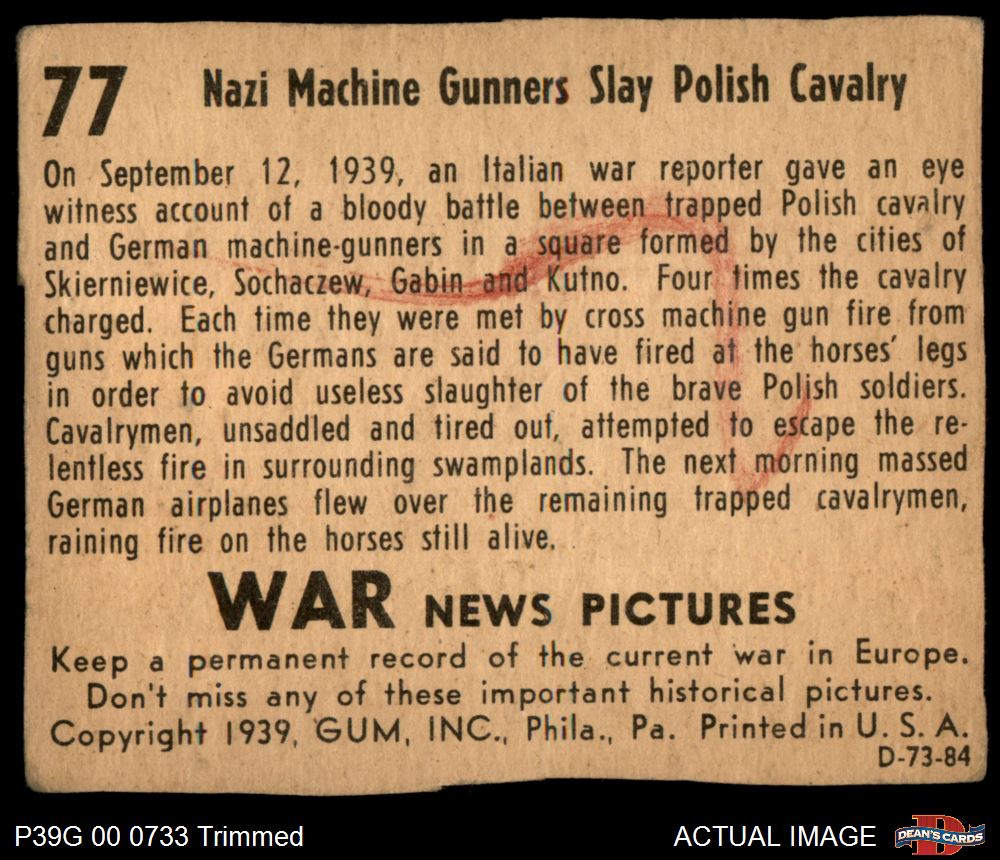 77 Nazi Machine Gunners Slay Polish Cavalry
On September 12, 1939, an Italian war reporter gave an eye
witness account of a bloody battle between trapped Polish cavalry
and German machine-gunners in a square formed by the cities of
Skierniewice, Sochaczew, Gabin and Kutno. Four times the cavalry
charged. Each time they were met by cross machine gun fire from
guns which the Germans are said to have fired at the horses' legs
in order to avoid useless slaughter of the brave Polish soldiers.
Cavalrymen, unsaddled and tired out, attempted to escape the re-
lentless fire in surrounding swamplands. The next morning massed
German airplanes flew over the remaining trapped cavalrymen,
raining fire on the horses still alive.
WAR NEWS PICTURES
Keep a permanent record of the current war in Europe.
Don't miss any of these important historical pictures.
Copyright 1939, GUM, INC., Phila., Pa. Printed in U. S. A.
D-73-84
P39G 00 0733 Trimmed
ACTUAL IMAGE
DEAN'S CARDS